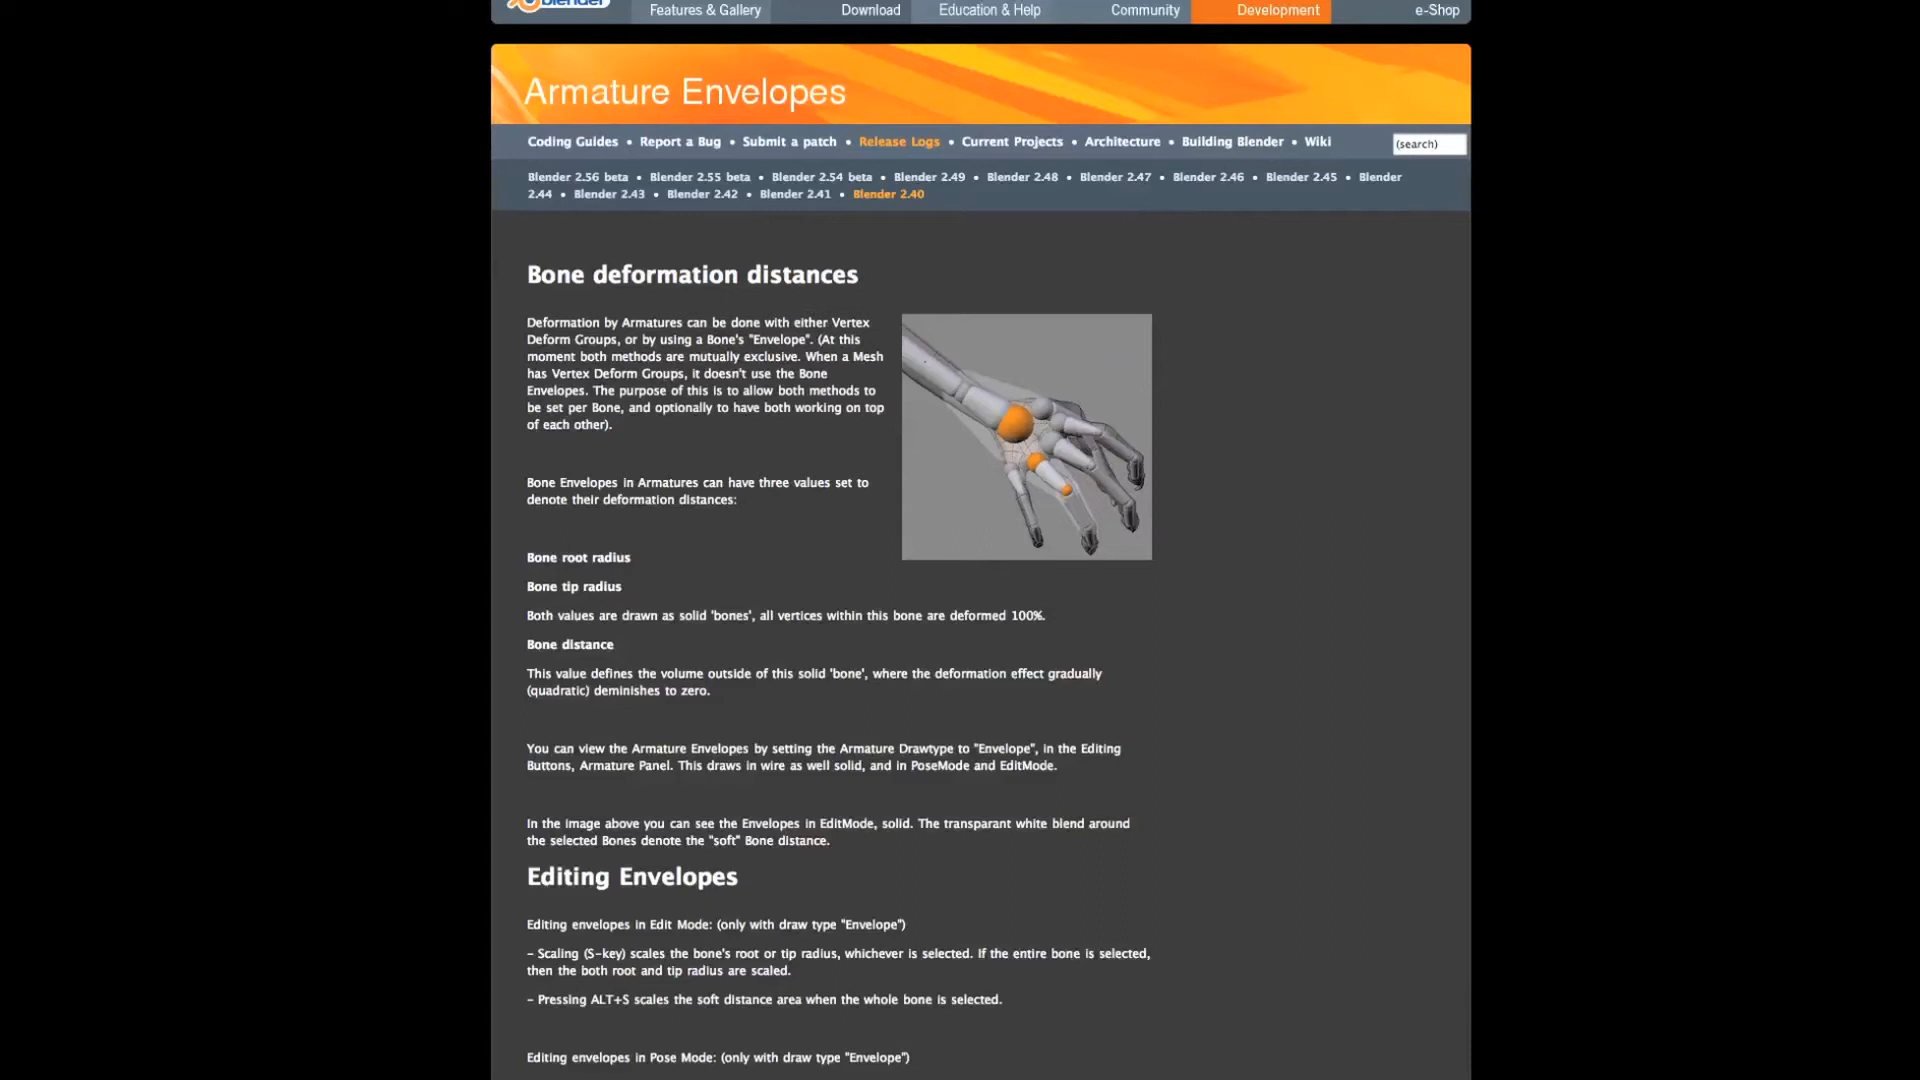 blender
Features & Gallery
Download
Education & Help
Community
Development
e-Shop
Armature Envelopes
Coding Guides • Report a Bug • Submit a patch • Release Logs • Current Projects • Architecture • Building Blender • Wiki
(search)
Blender 2.56 beta • Blender 2.55 beta • Blender 2.54 beta • Blender 2.49 • Blender 2.48 • Blender 2.47 • Blender 2.46 • Blender 2.45 • Blender
2.44 • Blender 2.43 • Blender 2.42 • Blender 2.41 • Blender 2.40
Bone deformation distances
Deformation by Armatures can be done with either Vertex
Deform Groups, or by using a Bone's "Envelope". (At this
moment both methods are mutually exclusive. When a Mesh
has Vertex Deform Groups, it doesn't use the Bone
Envelopes. The purpose of this is to allow both methods to
be set per Bone, and optionally to have both working on top
of each other).
Bone Envelopes in Armatures can have three values set to
denote their deformation distances:
Bone root radius
Bone tip radius
Both values are drawn as solid 'bones', all vertices within this bone are deformed 100%.
Bone distance
This value defines the volume outside of this solid 'bone', where the deformation effect gradually
(quadratic) deminishes to zero.
You can view the Armature Envelopes by setting the Armature Drawtype to "Envelope", in the Editing
Buttons, Armature Panel. This draws in wire as well solid, and in PoseMode and EditMode.
In the image above you can see the Envelopes in EditMode, solid. The transparant white blend around
the selected Bones denote the "soft" Bone distance.
Editing Envelopes
Editing envelopes in Edit Mode: (only with draw type "Envelope")
- Scaling (S-key) scales the bone's root or tip radius, whichever is selected. If the entire bone is selected,
then the both root and tip radius are scaled.
- Pressing ALT+S scales the soft distance area when the whole bone is selected.
Editing envelopes in Pose Mode: (only with draw type "Envelope")